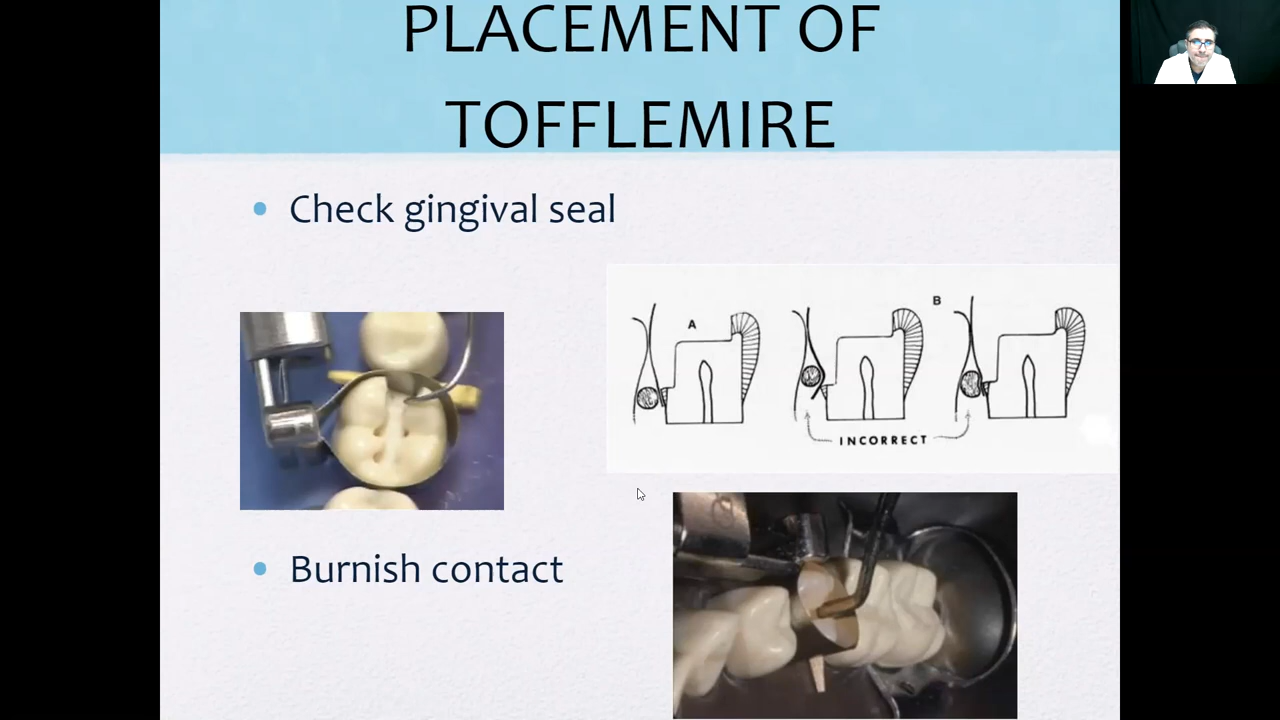 PLACEMENT OF
TOFFLEMIRE
• Check gingival seal
A
B
INCORRECT
• Burnish contact